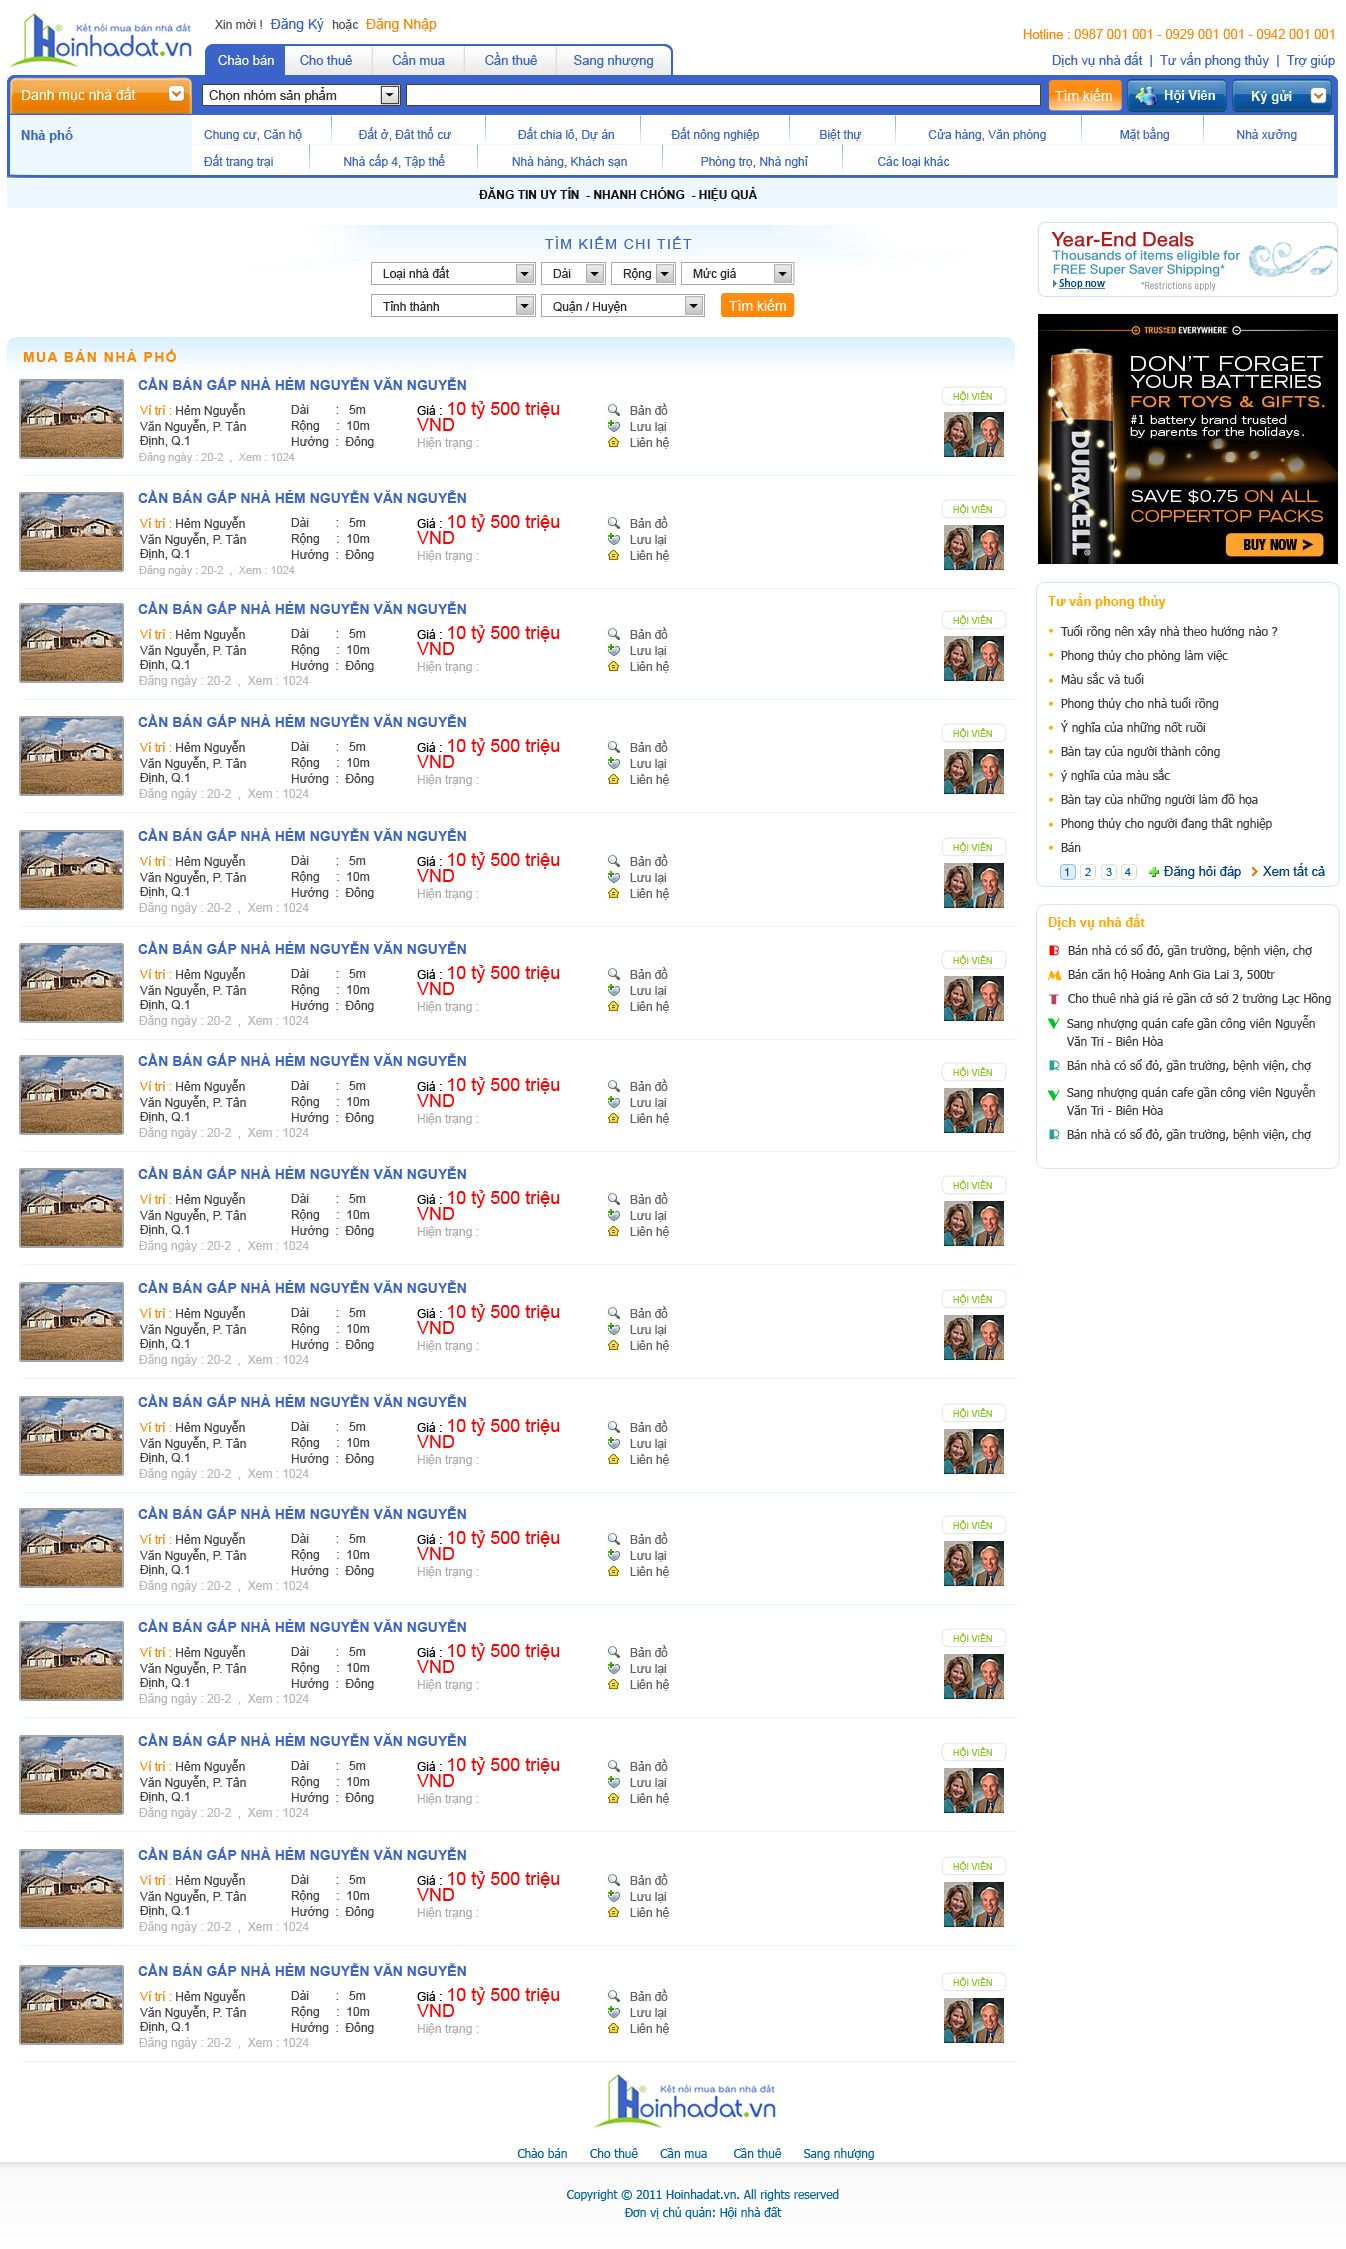 Kết nối mua bán nhà đất
Hoinhadat.vn
Xin mời ! Đăng Ký hoặc Đăng Nhập
Hotline : 0987 001 001 - 0929 001 001 - 0942 001 001
Chào bán Cho thuê Cần mua Cần thuê Sang nhượng
Dịch vụ nhà đất | Tư vấn phong thủy | Trợ giúp
Danh mục nhà đất Chọn nhóm sản phẩm Tìm kiếm Hội Viên Ký gửi
Nhà phố
Chung cư, Căn hộ Đất ở, Đất thổ cư Đất chia lô, Dự án Đất nông nghiệp Biệt thự Cửa hàng, Văn phòng Mặt bằng Nhà xưởng
Đất trang trại Nhà cấp 4, Tập thể Nhà hàng, Khách sạn Phòng trọ, Nhà nghỉ Các loại khác
ĐĂNG TIN UY TÍN - NHANH CHÓNG - HIỆU QUẢ
TÌM KIẾM CHI TIẾT
Loại nhà đất Dài Rộng Mức giá
Tỉnh thành Quận / Huyện Tìm kiếm
MUA BÁN NHÀ PHỐ
CẦN BÁN GẤP NHÀ HẺM NGUYỄN VĂN NGUYỄN
Ví trí : Hẻm Nguyễn Dài : 5m Giá : 10 tỷ 500 triệu Bản đồ HỘI VIÊN
Văn Nguyễn, P. Tân Rộng : 10m VND Lưu lại
Định, Q.1 Hướng : Đông Hiện trạng : Liên hệ
Đăng ngày : 20-2 , Xem : 1024
CẦN BÁN GẤP NHÀ HẺM NGUYỄN VĂN NGUYỄN
Ví trí : Hẻm Nguyễn Dài : 5m Giá : 10 tỷ 500 triệu Bản đồ HỘI VIÊN
Văn Nguyễn, P. Tân Rộng : 10m VND Lưu lại
Định, Q.1 Hướng : Đông Hiện trạng : Liên hệ
Đăng ngày : 20-2 , Xem : 1024
CẦN BÁN GẤP NHÀ HẺM NGUYỄN VĂN NGUYỄN
Ví trí : Hẻm Nguyễn Dài : 5m Giá : 10 tỷ 500 triệu Bản đồ HỘI VIÊN
Văn Nguyễn, P. Tân Rộng : 10m VND Lưu lại
Định, Q.1 Hướng : Đông Hiện trạng : Liên hệ
Đăng ngày : 20-2 , Xem : 1024
CẦN BÁN GẤP NHÀ HẺM NGUYỄN VĂN NGUYỄN
Ví trí : Hẻm Nguyễn Dài : 5m Giá : 10 tỷ 500 triệu Bản đồ HỘI VIÊN
Văn Nguyễn, P. Tân Rộng : 10m VND Lưu lại
Định, Q.1 Hướng : Đông Hiện trạng : Liên hệ
Đăng ngày : 20-2 , Xem : 1024
CẦN BÁN GẤP NHÀ HẺM NGUYỄN VĂN NGUYỄN
Ví trí : Hẻm Nguyễn Dài : 5m Giá : 10 tỷ 500 triệu Bản đồ HỘI VIÊN
Văn Nguyễn, P. Tân Rộng : 10m VND Lưu lại
Định, Q.1 Hướng : Đông Hiện trạng : Liên hệ
Đăng ngày : 20-2 , Xem : 1024
CẦN BÁN GẤP NHÀ HẺM NGUYỄN VĂN NGUYỄN
Ví trí : Hẻm Nguyễn Dài : 5m Giá : 10 tỷ 500 triệu Bản đồ HỘI VIÊN
Văn Nguyễn, P. Tân Rộng : 10m VND Lưu lại
Định, Q.1 Hướng : Đông Hiện trạng : Liên hệ
Đăng ngày : 20-2 , Xem : 1024
CẦN BÁN GẤP NHÀ HẺM NGUYỄN VĂN NGUYỄN
Ví trí : Hẻm Nguyễn Dài : 5m Giá : 10 tỷ 500 triệu Bản đồ HỘI VIÊN
Văn Nguyễn, P. Tân Rộng : 10m VND Lưu lại
Định, Q.1 Hướng : Đông Hiện trạng : Liên hệ
Đăng ngày : 20-2 , Xem : 1024
CẦN BÁN GẤP NHÀ HẺM NGUYỄN VĂN NGUYỄN
Ví trí : Hẻm Nguyễn Dài : 5m Giá : 10 tỷ 500 triệu Bản đồ HỘI VIÊN
Văn Nguyễn, P. Tân Rộng : 10m VND Lưu lại
Định, Q.1 Hướng : Đông Hiện trạng : Liên hệ
Đăng ngày : 20-2 , Xem : 1024
CẦN BÁN GẤP NHÀ HẺM NGUYỄN VĂN NGUYỄN
Ví trí : Hẻm Nguyễn Dài : 5m Giá : 10 tỷ 500 triệu Bản đồ HỘI VIÊN
Văn Nguyễn, P. Tân Rộng : 10m VND Lưu lại
Định, Q.1 Hướng : Đông Hiện trạng : Liên hệ
Đăng ngày : 20-2 , Xem : 1024
CẦN BÁN GẤP NHÀ HẺM NGUYỄN VĂN NGUYỄN
Ví trí : Hẻm Nguyễn Dài : 5m Giá : 10 tỷ 500 triệu Bản đồ HỘI VIÊN
Văn Nguyễn, P. Tân Rộng : 10m VND Lưu lại
Định, Q.1 Hướng : Đông Hiện trạng : Liên hệ
Đăng ngày : 20-2 , Xem : 1024
CẦN BÁN GẤP NHÀ HẺM NGUYỄN VĂN NGUYỄN
Ví trí : Hẻm Nguyễn Dài : 5m Giá : 10 tỷ 500 triệu Bản đồ HỘI VIÊN
Văn Nguyễn, P. Tân Rộng : 10m VND Lưu lại
Định, Q.1 Hướng : Đông Hiện trạng : Liên hệ
Đăng ngày : 20-2 , Xem : 1024
CẦN BÁN GẤP NHÀ HẺM NGUYỄN VĂN NGUYỄN
Ví trí : Hẻm Nguyễn Dài : 5m Giá : 10 tỷ 500 triệu Bản đồ HỘI VIÊN
Văn Nguyễn, P. Tân Rộng : 10m VND Lưu lại
Định, Q.1 Hướng : Đông Hiện trạng : Liên hệ
Đăng ngày : 20-2 , Xem : 1024
CẦN BÁN GẤP NHÀ HẺM NGUYỄN VĂN NGUYỄN
Ví trí : Hẻm Nguyễn Dài : 5m Giá : 10 tỷ 500 triệu Bản đồ HỘI VIÊN
Văn Nguyễn, P. Tân Rộng : 10m VND Lưu lại
Định, Q.1 Hướng : Đông Hiện trạng : Liên hệ
Đăng ngày : 20-2 , Xem : 1024
CẦN BÁN GẤP NHÀ HẺM NGUYỄN VĂN NGUYỄN
Ví trí : Hẻm Nguyễn Dài : 5m Giá : 10 tỷ 500 triệu Bản đồ HỘI VIÊN
Văn Nguyễn, P. Tân Rộng : 10m VND Lưu lại
Định, Q.1 Hướng : Đông Hiện trạng : Liên hệ
Đăng ngày : 20-2 , Xem : 1024
CẦN BÁN GẤP NHÀ HẺM NGUYỄN VĂN NGUYỄN
Ví trí : Hẻm Nguyễn Dài : 5m Giá : 10 tỷ 500 triệu Bản đồ HỘI VIÊN
Văn Nguyễn, P. Tân Rộng : 10m VND Lưu lại
Định, Q.1 Hướng : Đông Hiện trạng : Liên hệ
Đăng ngày : 20-2 , Xem : 1024
Year-End Deals
Thousands of items eligible for
FREE Super Saver Shipping*
Shop now *Restrictions apply
TRUSTED EVERYWHERE
DON'T FORGET
YOUR BATTERIES
FOR TOYS & GIFTS.
#1 battery brand trusted
by parents for the holidays.
DURACELL
SAVE $0.75 ON ALL
COPPERTOP PACKS
BUY NOW >
Tư vấn phong thủy
Tuổi rồng nên xây nhà theo hướng nào ?
Phong thủy cho phòng làm việc
Màu sắc và tuổi
Phong thủy cho nhà tuổi rồng
Ý nghĩa của những nốt ruồi
Bàn tay của người thành công
ý nghĩa của màu sắc
Bàn tay của những người làm đồ họa
Phong thủy cho người đang thất nghiệp
Bán
1 2 3 4 Đăng hỏi đáp Xem tất cả
Dịch vụ nhà đất
Bán nhà có sổ đỏ, gần trường, bệnh viện, chợ
Bán căn hộ Hoàng Anh Gia Lai 3, 500tr
Cho thuê nhà giá rẻ gần cở sở 2 trường Lạc Hồng
Sang nhượng quán cafe gần công viên Nguyễn
Văn Trì - Biên Hòa
Bán nhà có sổ đỏ, gần trường, bệnh viện, chợ
Sang nhượng quán cafe gần công viên Nguyễn
Văn Trì - Biên Hòa
Bán nhà có sổ đỏ, gần trường, bệnh viện, chợ
Kết nối mua bán nhà đất
Hoinhadat.vn
Chào bán Cho thuê Cần mua Cần thuê Sang nhượng
Copyright © 2011 Hoinhadat.vn. All rights reserved
Đơn vị chủ quản: Hội nhà đất